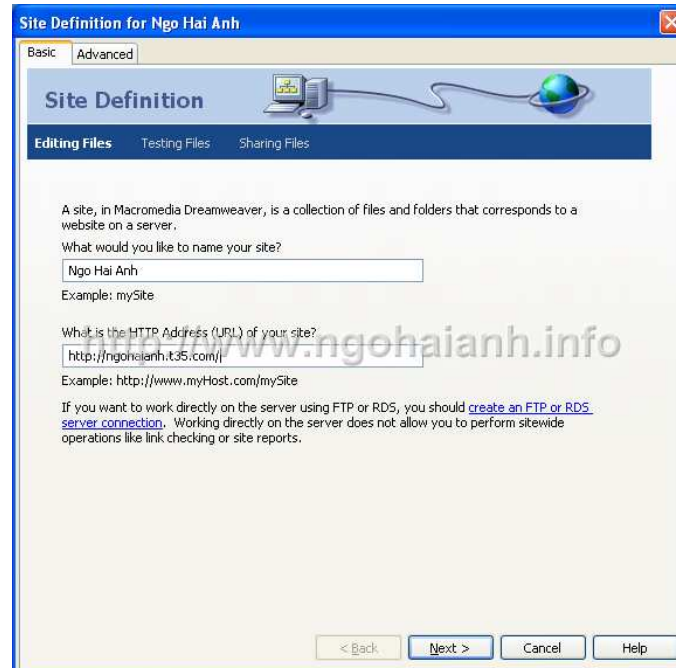 Site Definition for Ngo Hai Anh
Basic Advanced
Site Definition
Editing Files Testing Files Sharing Files
A site, in Macromedia Dreamweaver, is a collection of files and folders that corresponds to a
website on a server.
What would you like to name your site?
Ngo Hai Anh
Example: mySite
What is the HTTP Address (URL) of your site?
http://www.ngohaianh.info
http://ngohaianh.t35.com/
Example: http://www.myHost.com/mySite
If you want to work directly on the server using FTP or RDS, you should create an FTP or RDS
server connection. Working directly on the server does not allow you to perform sitewide
operations like link checking or site reports.
< Back Next > Cancel Help